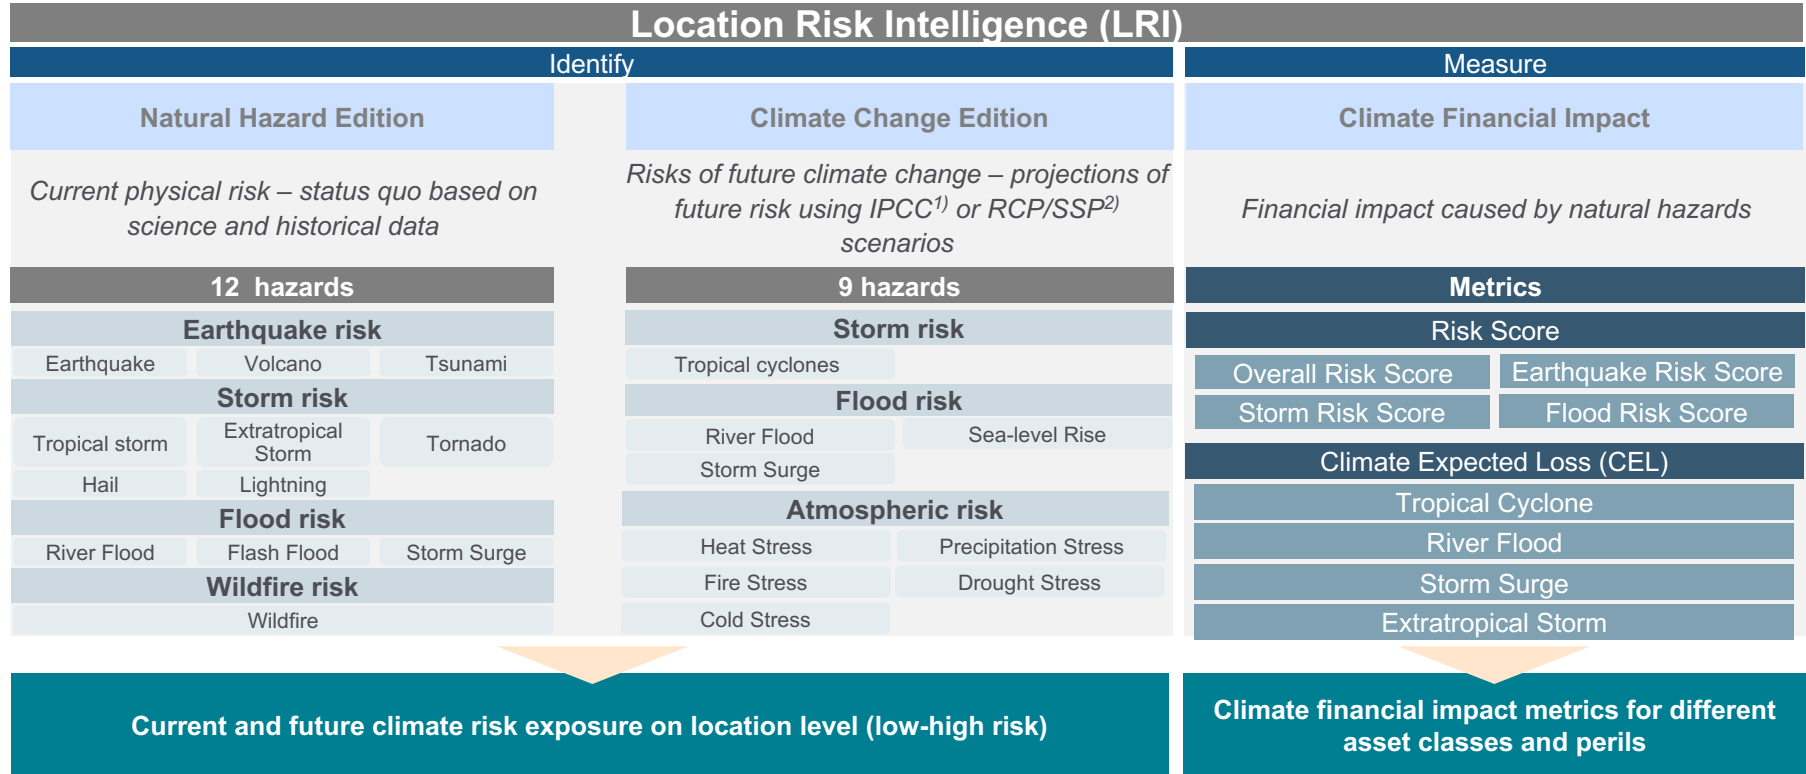 Location Risk Intelligence (LRI)
Identify
Measure
Natural Hazard Edition
Climate Change Edition
Climate Financial Impact
Current physical risk – status quo based on
science and historical data
Risks of future climate change – projections of
future risk using IPCC1) or RCP/SSP2)
scenarios
Financial impact caused by natural hazards
12 hazards
Earthquake risk
Earthquake
Volcano
Tsunami
Storm risk
Tropical storm
Extratropical
Storm
Tornado
Hail
Lightning
Flood risk
River Flood
Flash Flood
Storm Surge
Wildfire risk
Wildfire
9 hazards
Storm risk
Tropical cyclones
Flood risk
River Flood
Sea-level Rise
Storm Surge
Atmospheric risk
Heat Stress
Precipitation Stress
Fire Stress
Drought Stress
Cold Stress
Metrics
Risk Score
Overall Risk Score
Earthquake Risk Score
Storm Risk Score
Flood Risk Score
Climate Expected Loss (CEL)
Tropical Cyclone
River Flood
Storm Surge
Extratropical Storm
Current and future climate risk exposure on location level (low-high risk)
Climate financial impact metrics for different
asset classes and perils